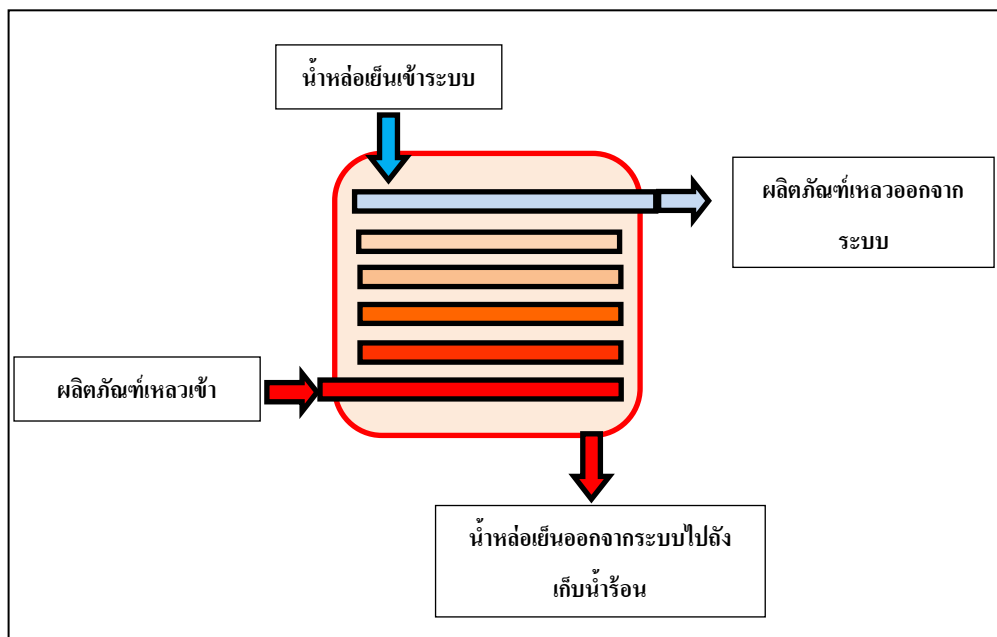 น้ำหล่อเย็นเข้าระบบ
ผลิตภัณฑ์เหลวออกจาก
ระบบ
ผลิตภัณฑ์เหลวเข้า
น้ำหล่อเย็นออกจากระบบไปถัง
เก็บน้ำร้อน